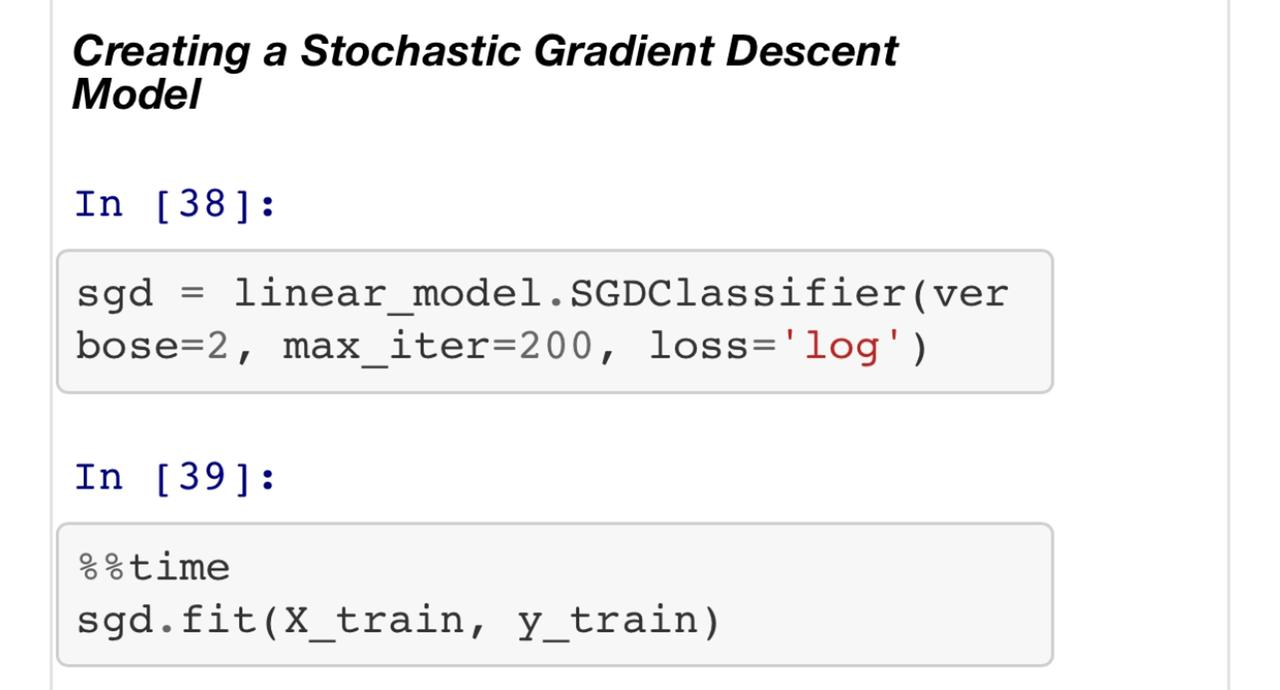 Creating a Stochastic Gradient Descent
Model
In [38]:
sgd = linear_model.SGDClassifier(ver
bose=2, max_iter=200, loss='log')
In [39]:
%%time
sgd.fit(X_train, y_train)